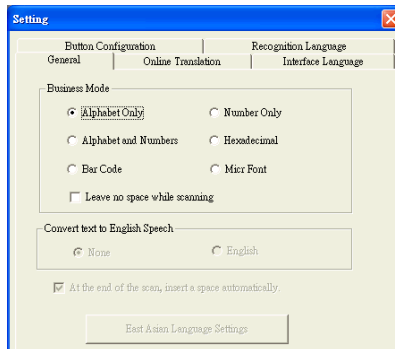 Setting
Button Configuration Recognition Language
General Online Translation Interface Language
Business Mode
Alphabet Only Number Only
Alphabet and Numbers Hexadecimal
Bar Code Micr Font
Leave no space while scanning
Convert text to English Speech
None English
At the end of the scan, insert a space automatically.
East Asian Language Settings